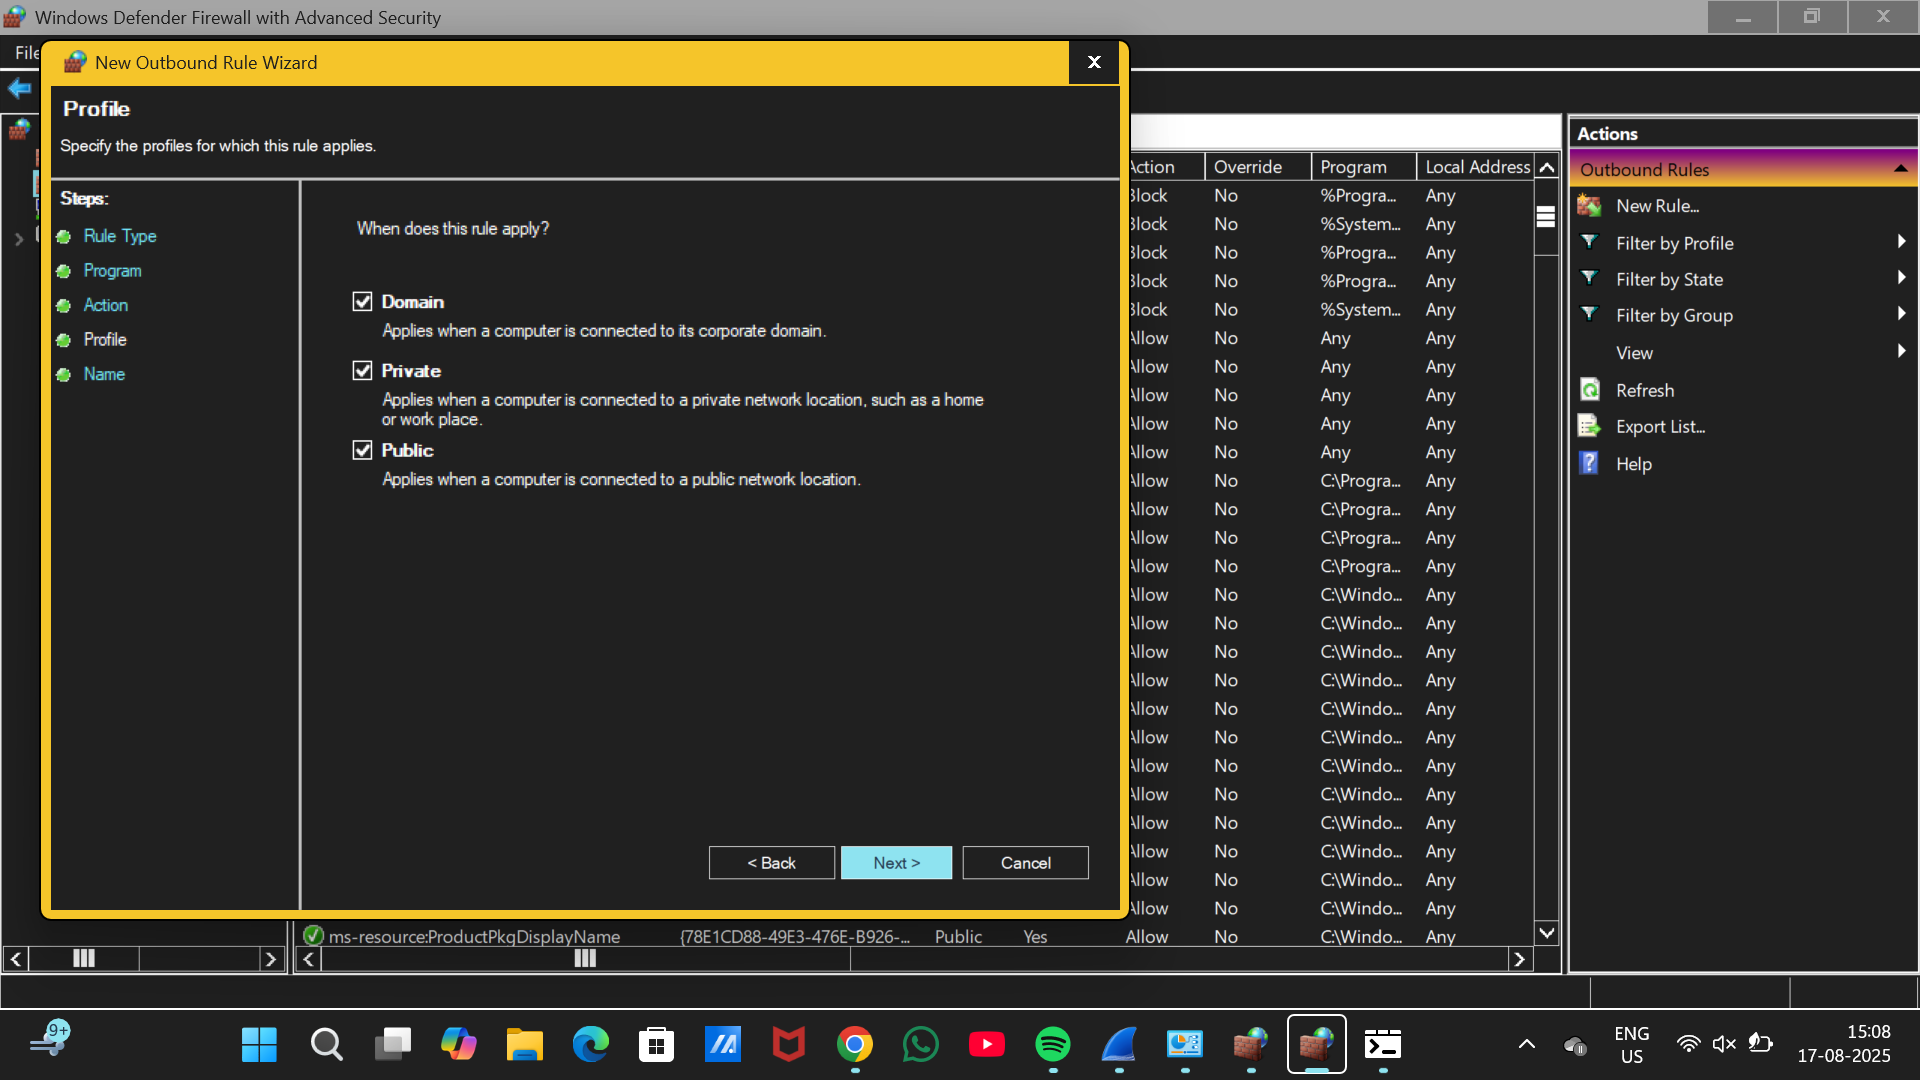 Windows Defender Firewall with Advanced Security
File
New Outbound Rule Wizard
Profile
Specify the profiles for which this rule applies.
Steps:
Rule Type
Program
Action
Profile
Name
When does this rule apply?
Domain
Applies when a computer is connected to its corporate domain.
Private
Applies when a computer is connected to a private network location, such as a home
or work place.
Public
Applies when a computer is connected to a public network location.
< Back Next > Cancel
Action Override Program Local Address
Block No %Progra... Any
Block No %System... Any
Block No %Progra... Any
Block No %Progra... Any
Block No %System... Any
Allow No Any Any
Allow No Any Any
Allow No Any Any
Allow No Any Any
Allow No Any Any
Allow No C:\Progra... Any
Allow No C:\Progra... Any
Allow No C:\Progra... Any
Allow No C:\Progra... Any
Allow No C:\Windo... Any
Allow No C:\Windo... Any
Allow No C:\Windo... Any
Allow No C:\Windo... Any
Allow No C:\Windo... Any
Allow No C:\Windo... Any
Allow No C:\Windo... Any
Allow No C:\Windo... Any
Allow No C:\Windo... Any
Allow No C:\Windo... Any
Allow No C:\Windo... Any
Allow No C:\Windo... Any
ms-resource:ProductPkgDisplayName {78E1CD88-49E3-476E-B926-... Public Yes Allow No C:\Windo... Any
Actions
Outbound Rules
New Rule...
Filter by Profile
Filter by State
Filter by Group
View
Refresh
Export List...
Help
9+
ENG
US
15:08
17-08-2025